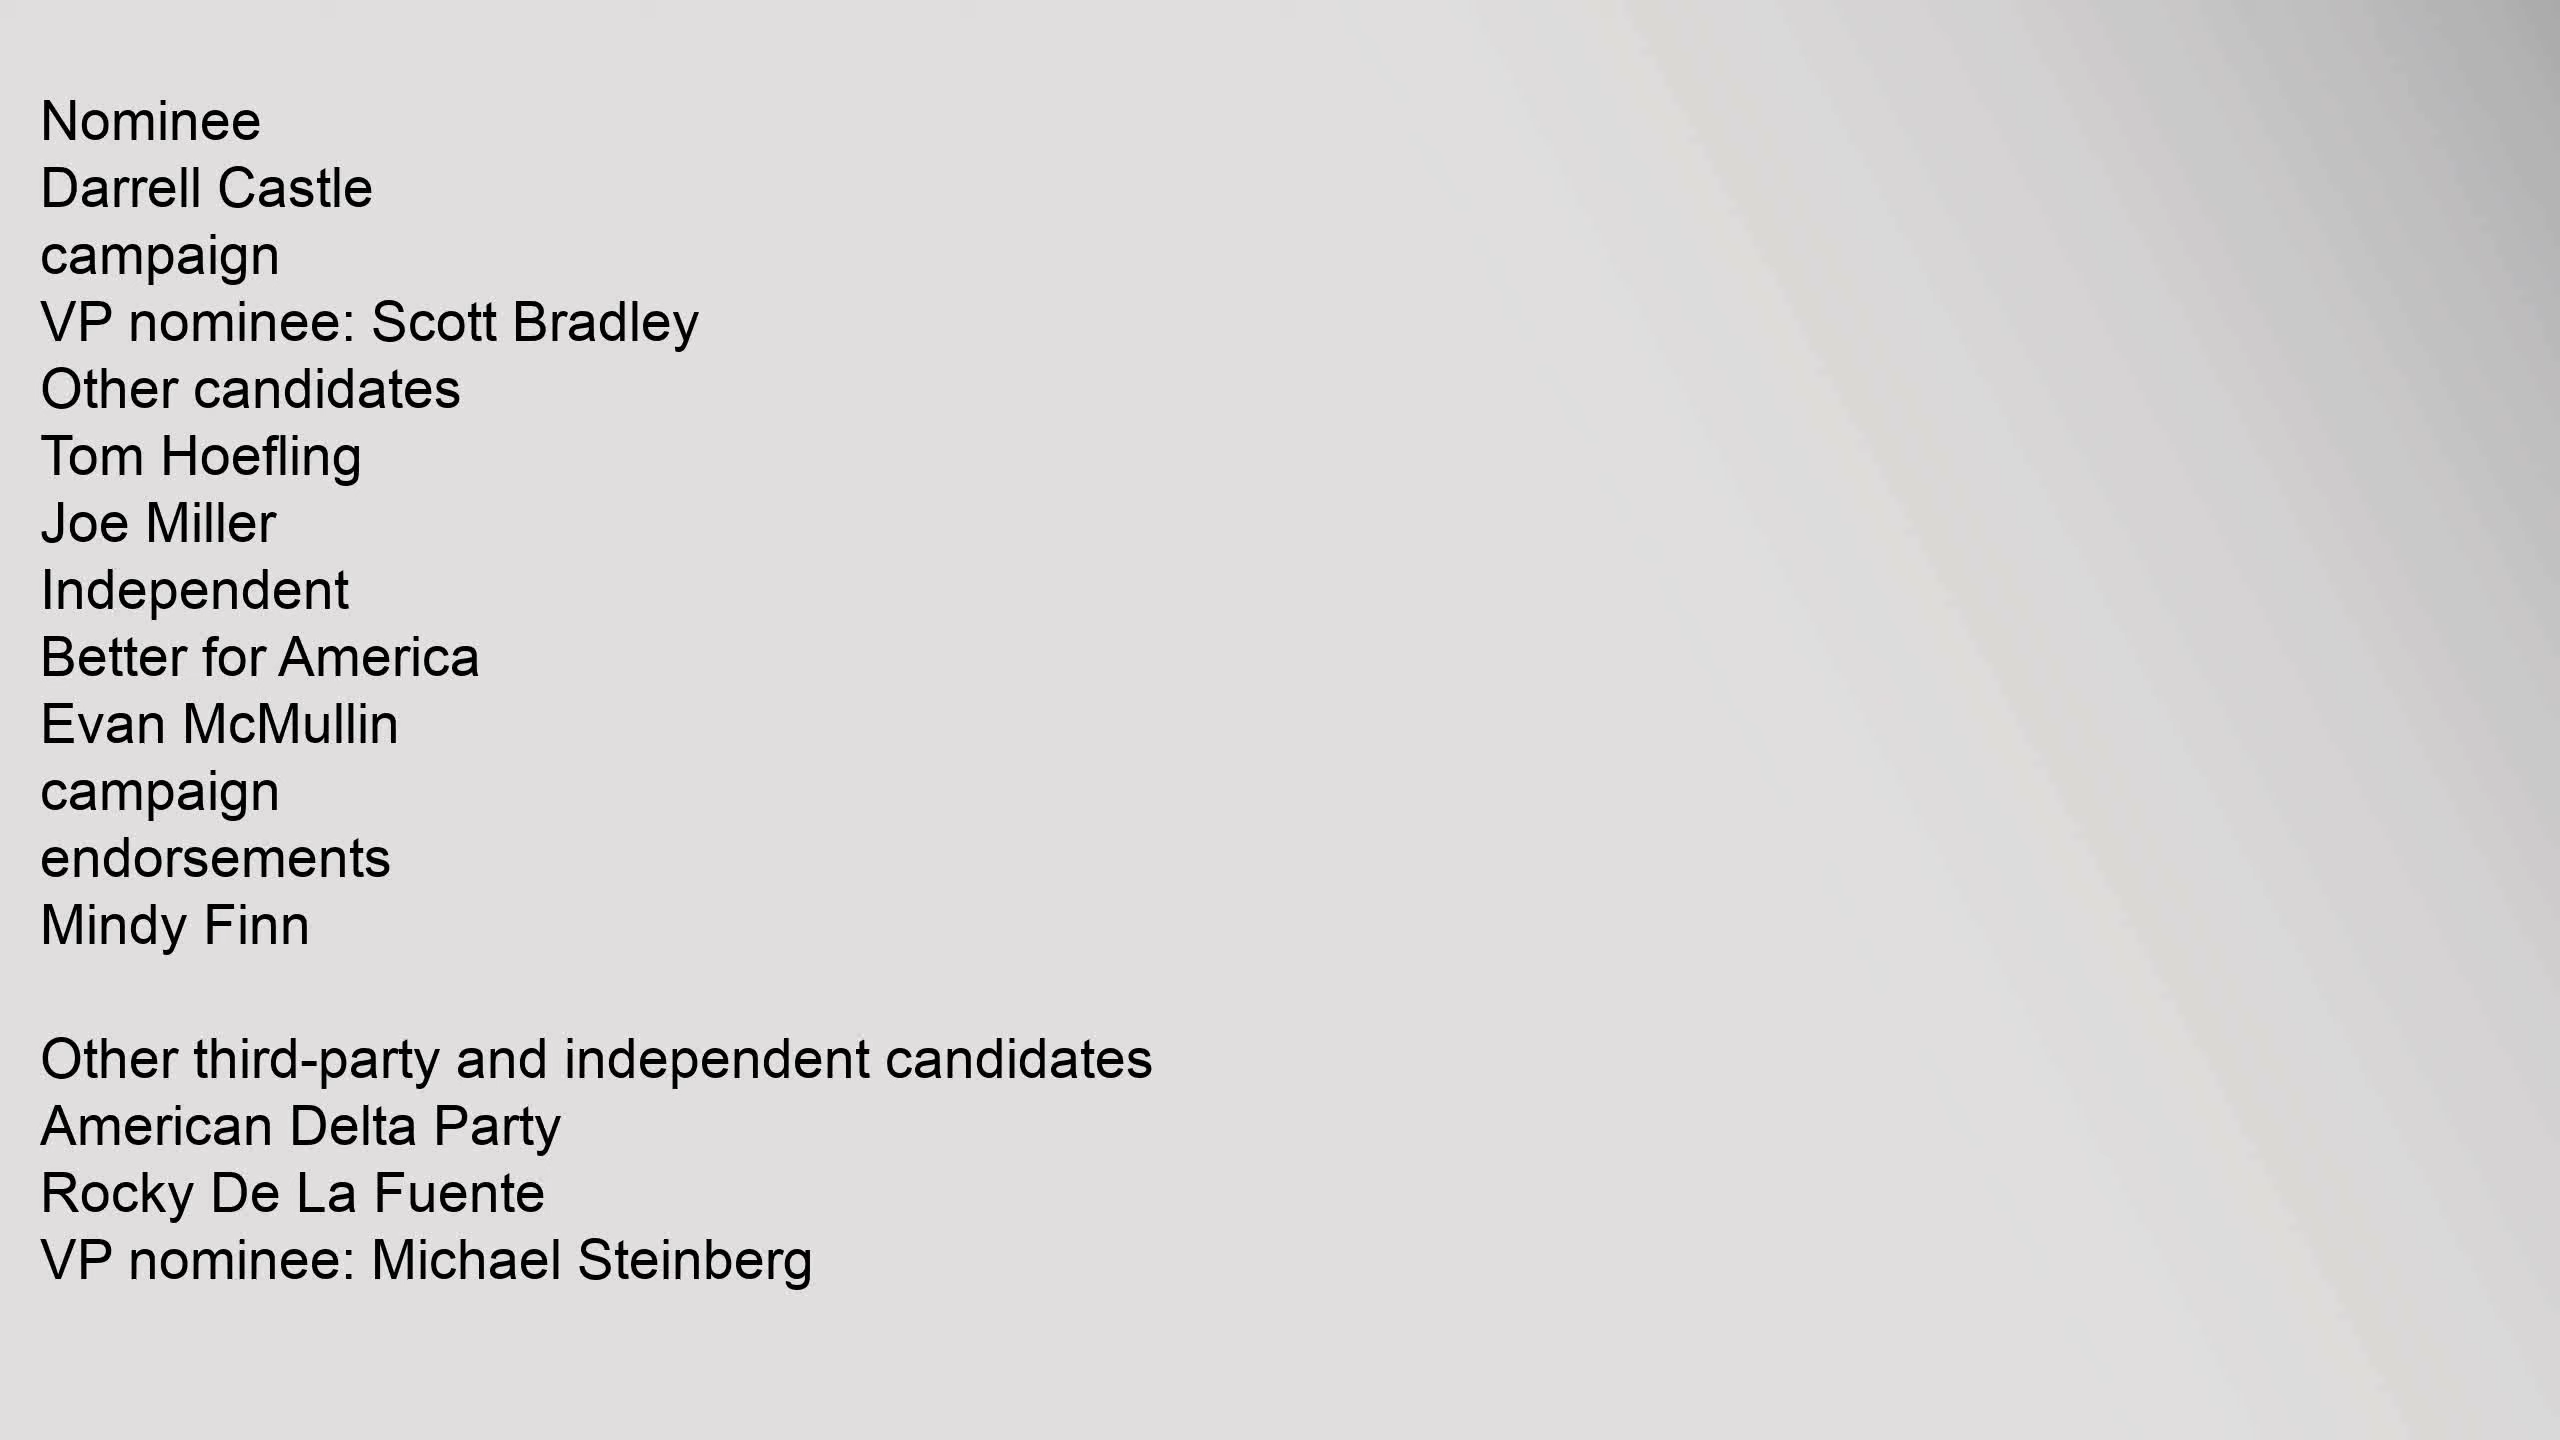 Nominee
Darrell Castle
campaign
VP nominee: Scott Bradley
Other candidates
Tom Hoefling
Joe Miller
Independent
Better for America
Evan McMullin
campaign
endorsements
Mindy Finn
Other third-party and independent candidates
American Delta Party
Rocky De La Fuente
VP nominee: Michael Steinberg